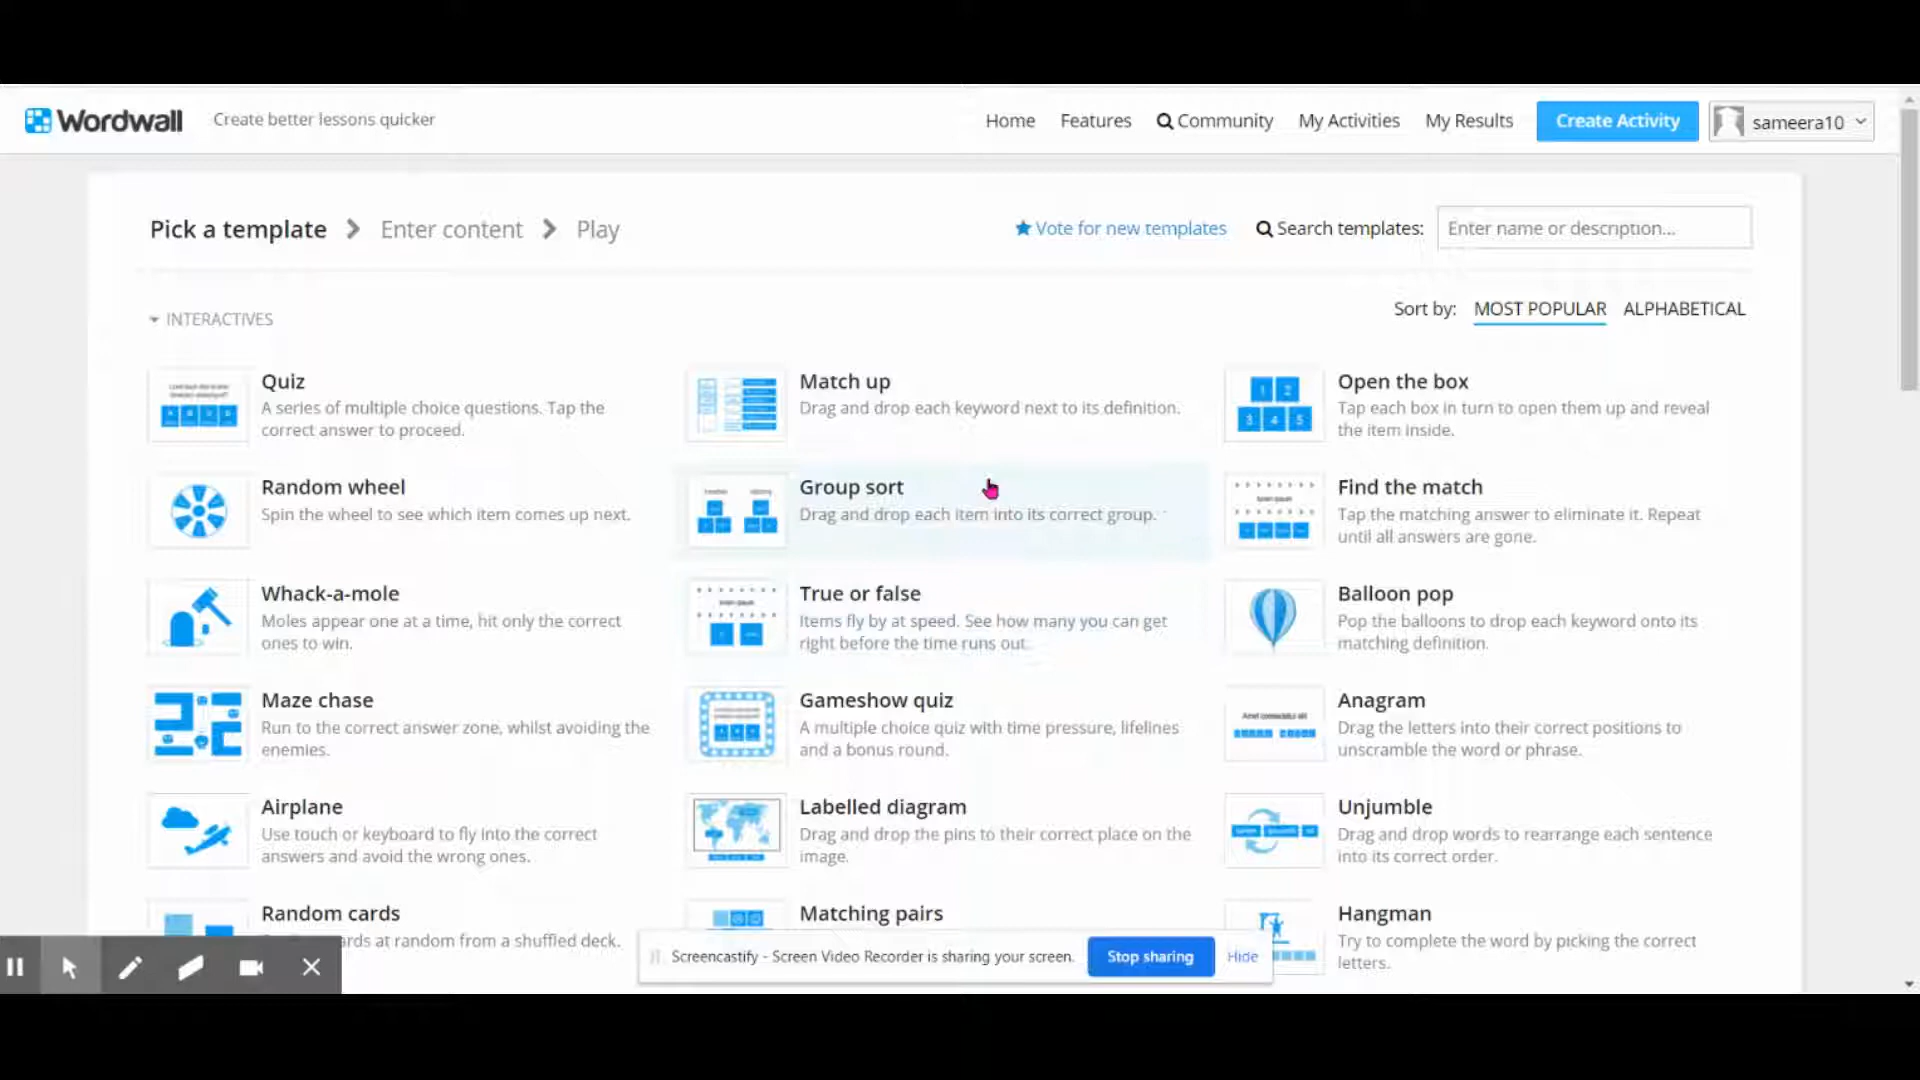 Wordwall Create better lessons quicker Home Features Community My Activities My Results Create Activity sameera10
Pick a template Enter content Play Vote for new templates Search templates: Enter name or description...
INTERACTIVES Sort by: MOST POPULAR ALPHABETICAL
Quiz
A series of multiple choice questions. Tap the
correct answer to proceed.
Match up
Drag and drop each keyword next to its definition.
Open the box
Tap each box in turn to open them up and reveal
the item inside.
Random wheel
Spin the wheel to see which item comes up next.
Group sort
Drag and drop each item into its correct group.
Find the match
Tap the matching answer to eliminate it. Repeat
until all answers are gone.
Whack-a-mole
Moles appear one at a time, hit only the correct
ones to win.
True or false
Items fly by at speed. See how many you can get
right before the time runs out.
Balloon pop
Pop the balloons to drop each keyword onto its
matching definition.
Maze chase
Run to the correct answer zone, whilst avoiding the
enemies.
Gameshow quiz
A multiple choice quiz with time pressure, lifelines
and a bonus round.
Anagram
Drag the letters into their correct positions to
unscramble the word or phrase.
Airplane
Use touch or keyboard to fly into the correct
answers and avoid the wrong ones.
Labelled diagram
Drag and drop the pins to their correct place on the
image.
Unjumble
Drag and drop words to rearrange each sentence
into its correct order.
Random cards
at random from a shuffled deck.
Matching pairs
Hangman
Try to complete the word by picking the correct
letters.
Screencastify - Screen Video Recorder is sharing your screen. Stop sharing Hide